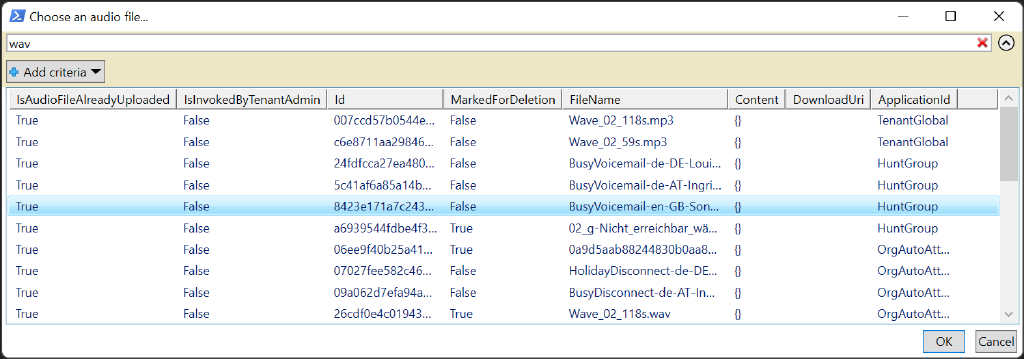 Choose an audio file...
wav
Add criteria
IsAudioFileAlreadyUploaded IsInvokedByTenantAdmin Id MarkedForDeletion FileName Content DownloadUri ApplicationId
True False 007ccd57b0544e... False Wave_02_118s.mp3 {} TenantGlobal
True False c6e8711aa29846... False Wave_02_59s.mp3 {} TenantGlobal
True False 24fdfcca27ea480... False BusyVoicemail-de-DE-Loui... {} HuntGroup
True False 5c41af6a85a14b... False BusyVoicemail-de-AT-Ingri... {} HuntGroup
True False 8423e171a7c243... False BusyVoicemail-en-GB-Son... {} HuntGroup
True False a6939544fdbe4f3... True 02_g-Nicht_erreichbar_wä... {} HuntGroup
True False 06ee9f40b25a41... True 0a9d5aab88244830b0aa8... {} OrgAutoAtt...
True False 07027fee582c46... False HolidayDisconnect-de-DE... {} OrgAutoAtt...
True False 09a062d7efa94a... False BusyDisconnect-de-AT-In... {} OrgAutoAtt...
True False 26cdf0e4c01943... True Wave_02_118s.wav {} OrgAutoAtt...
OK Cancel